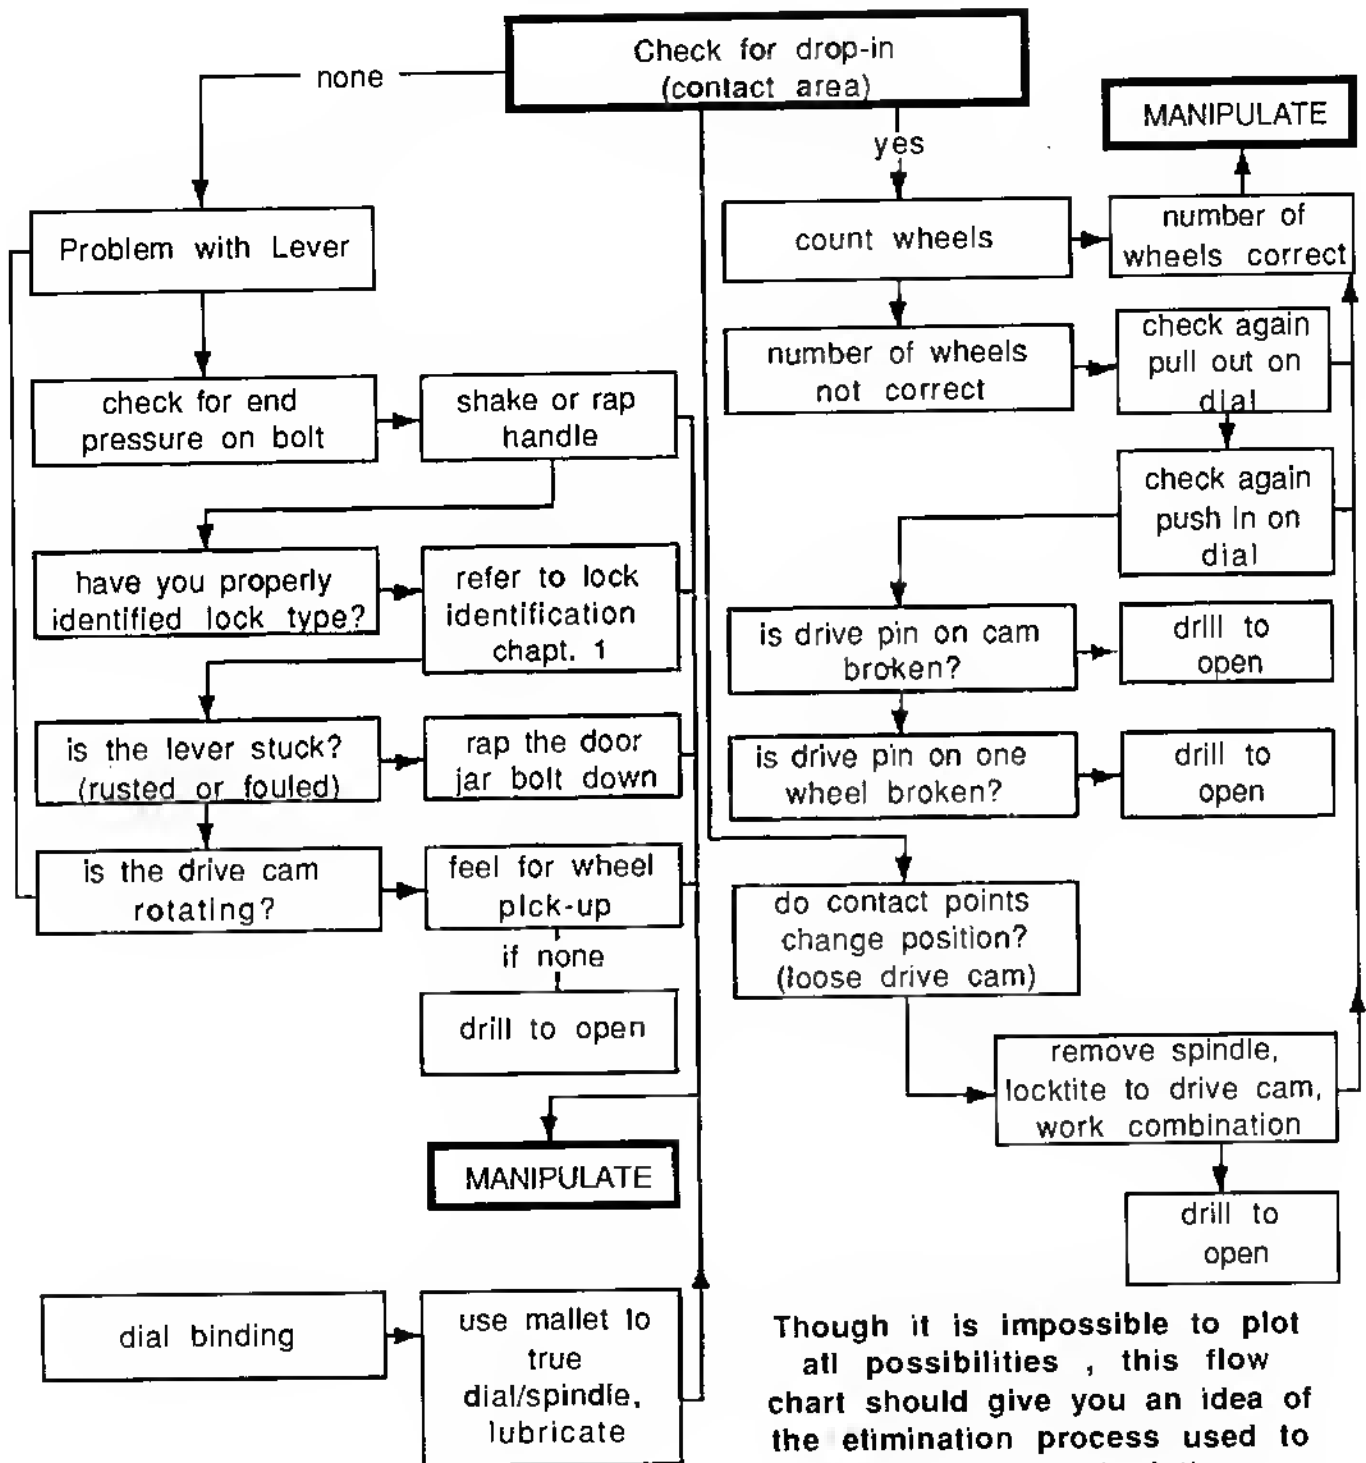 Check for drop-in
(contact area)
none
yes
MANIPULATE
Problem with Lever
count wheels
number of
wheels correct
number of wheels
not correct
check again
pull out on
dial
check for end
pressure on bolt
shake or rap
handle
check again
push in on
dial
have you properly
identified lock type?
refer to lock
identification
chapt. 1
is drive pin on cam
broken?
drill to
open
is the lever stuck?
(rusted or fouled)
rap the door
jar bolt down
is drive pin on one
wheel broken?
drill to
open
is the drive cam
rotating?
feel for wheel
pick-up
if none
drill to open
do contact points
change position?
(loose drive cam)
remove spindle,
locktite to drive cam,
work combination
drill to
open
MANIPULATE
dial binding
use mallet to
true
dial/spindle,
lubricate
Though it is impossible to plot
all possibilities , this flow
chart should give you an idea of
the elimination process used to